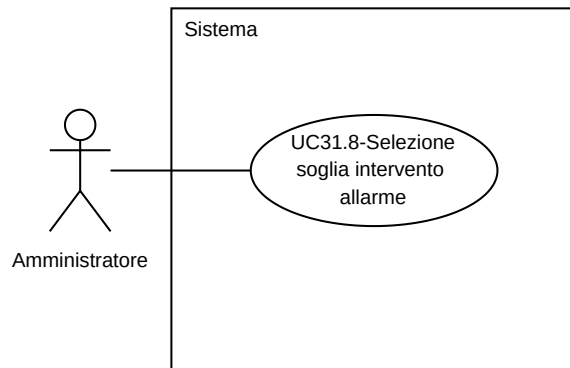 Sistema
UC31.8-Selezione
soglia intervento
allarme
Amministratore